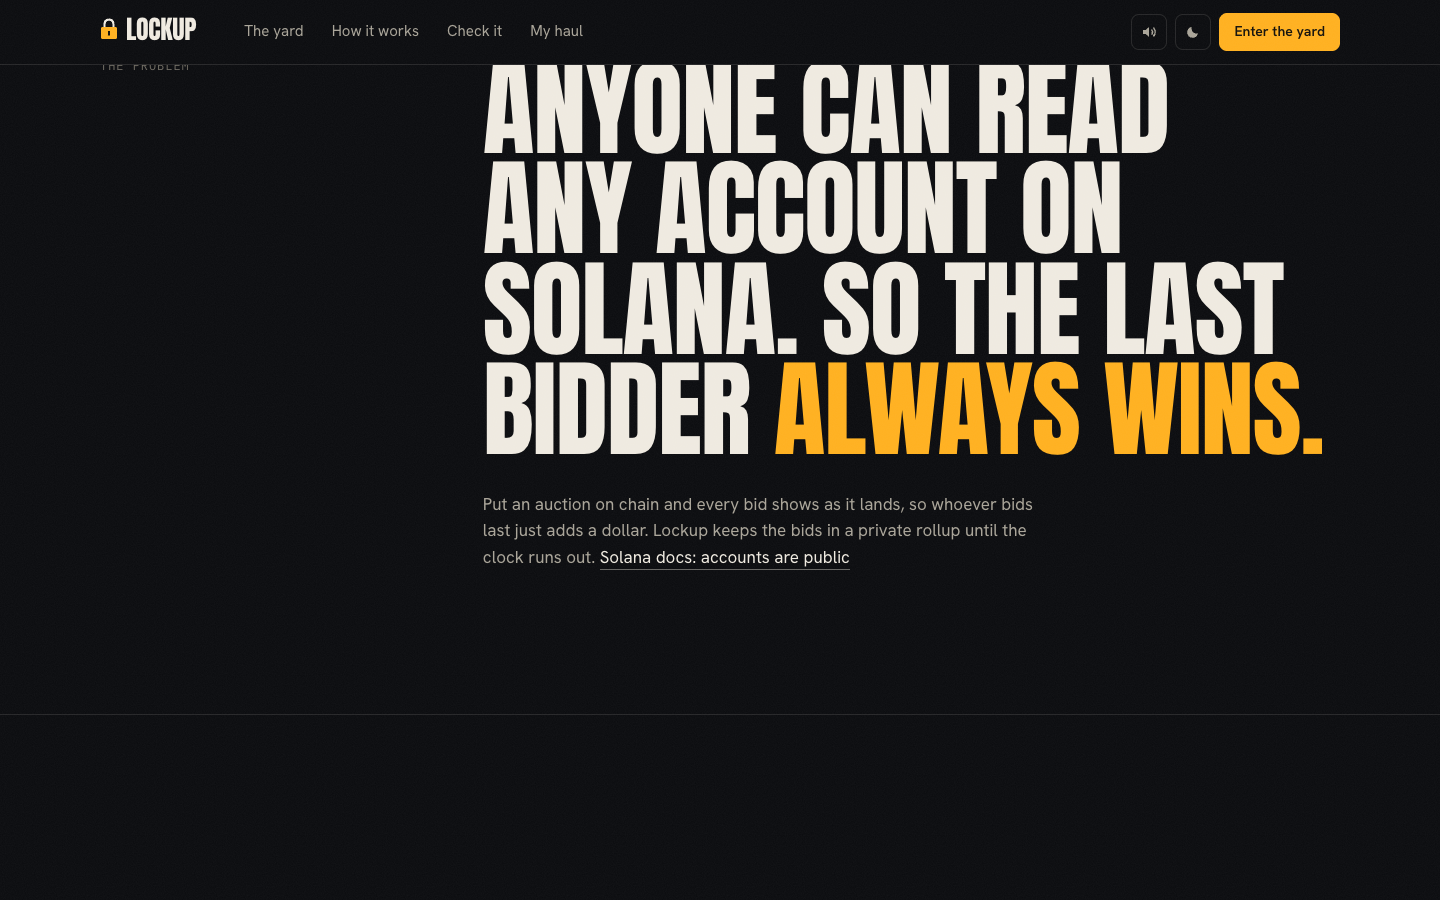 LOCKUP
The yard
How it works
Check it
My haul
Enter the yard
THE PROBLEM
ANYONE CAN READ
ANY ACCOUNT ON
SOLANA. SO THE LAST
BIDDER ALWAYS WINS.
Put an auction on chain and every bid shows as it lands, so whoever bids
last just adds a dollar. Lockup keeps the bids in a private rollup until the
clock runs out. Solana docs: accounts are public